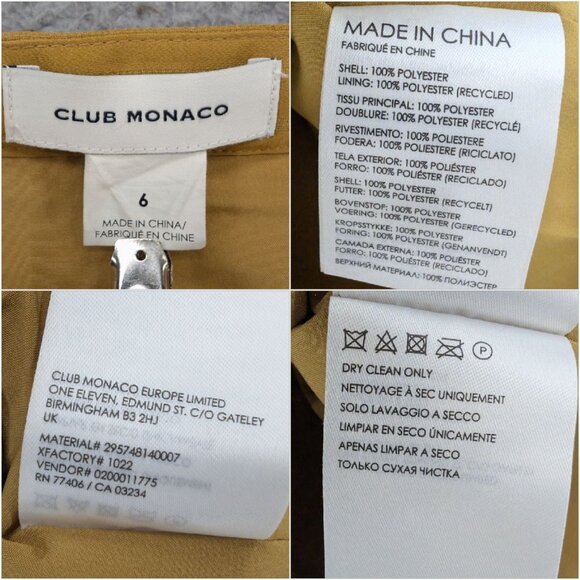 CLUB MONACO
6
MADE IN CHINA/
FABRIQUÉ EN CHINE
MADE IN CHINA
FABRIQUÉ EN CHINE
SHELL: 100% POLYESTER
LINING: 100% POLYESTER (RECYCLED)
TISSU PRINCIPAL: 100% POLYESTER
DOUBLURE: 100% POLYESTER (RECYCLÉ)
RIVESTIMENTO: 100% POLIESTERE
FODERA: 100% POLIESTERE (RICICLATO)
TELA EXTERIOR: 100% POLIÉSTER
FORRO: 100% POLIÉSTER (RECICLADO)
SHELL: 100% POLYESTER
FUTTER: 100% POLYESTER (RECYCELT)
BOVENSTOF: 100% POLYESTER
VOERING: 100% POLYESTER (GERECYCLED)
KROPSSTYKKE: 100% POLYESTER
FORING: 100% POLYESTER (GENANVENDT)
CAMADA EXTERNA: 100% POLIÉSTER
FORRO: 100% POLIÉSTER (RECICLADO)
ВЕРХНИЙ МАТЕРИАЛ: 100% ПОЛИЭСТЕР
CLUB MONACO EUROPE LIMITED
ONE ELEVEN, EDMUND ST. C/O GATELEY
BIRMINGHAM B3 2HJ
UK
MATERIAL# 295748140007
XFACTORY# 1022
VENDOR# 0200011775
RN 77406 / CA 03234
P
DRY CLEAN ONLY
NETTOYAGE À SEC UNIQUEMENT
SOLO LAVAGGIO A SECCO
LIMPIAR EN SECO ÚNICAMENTE
APENAS LIMPAR A SECO
ТОЛЬКО СУХАЯ ЧИСТКА